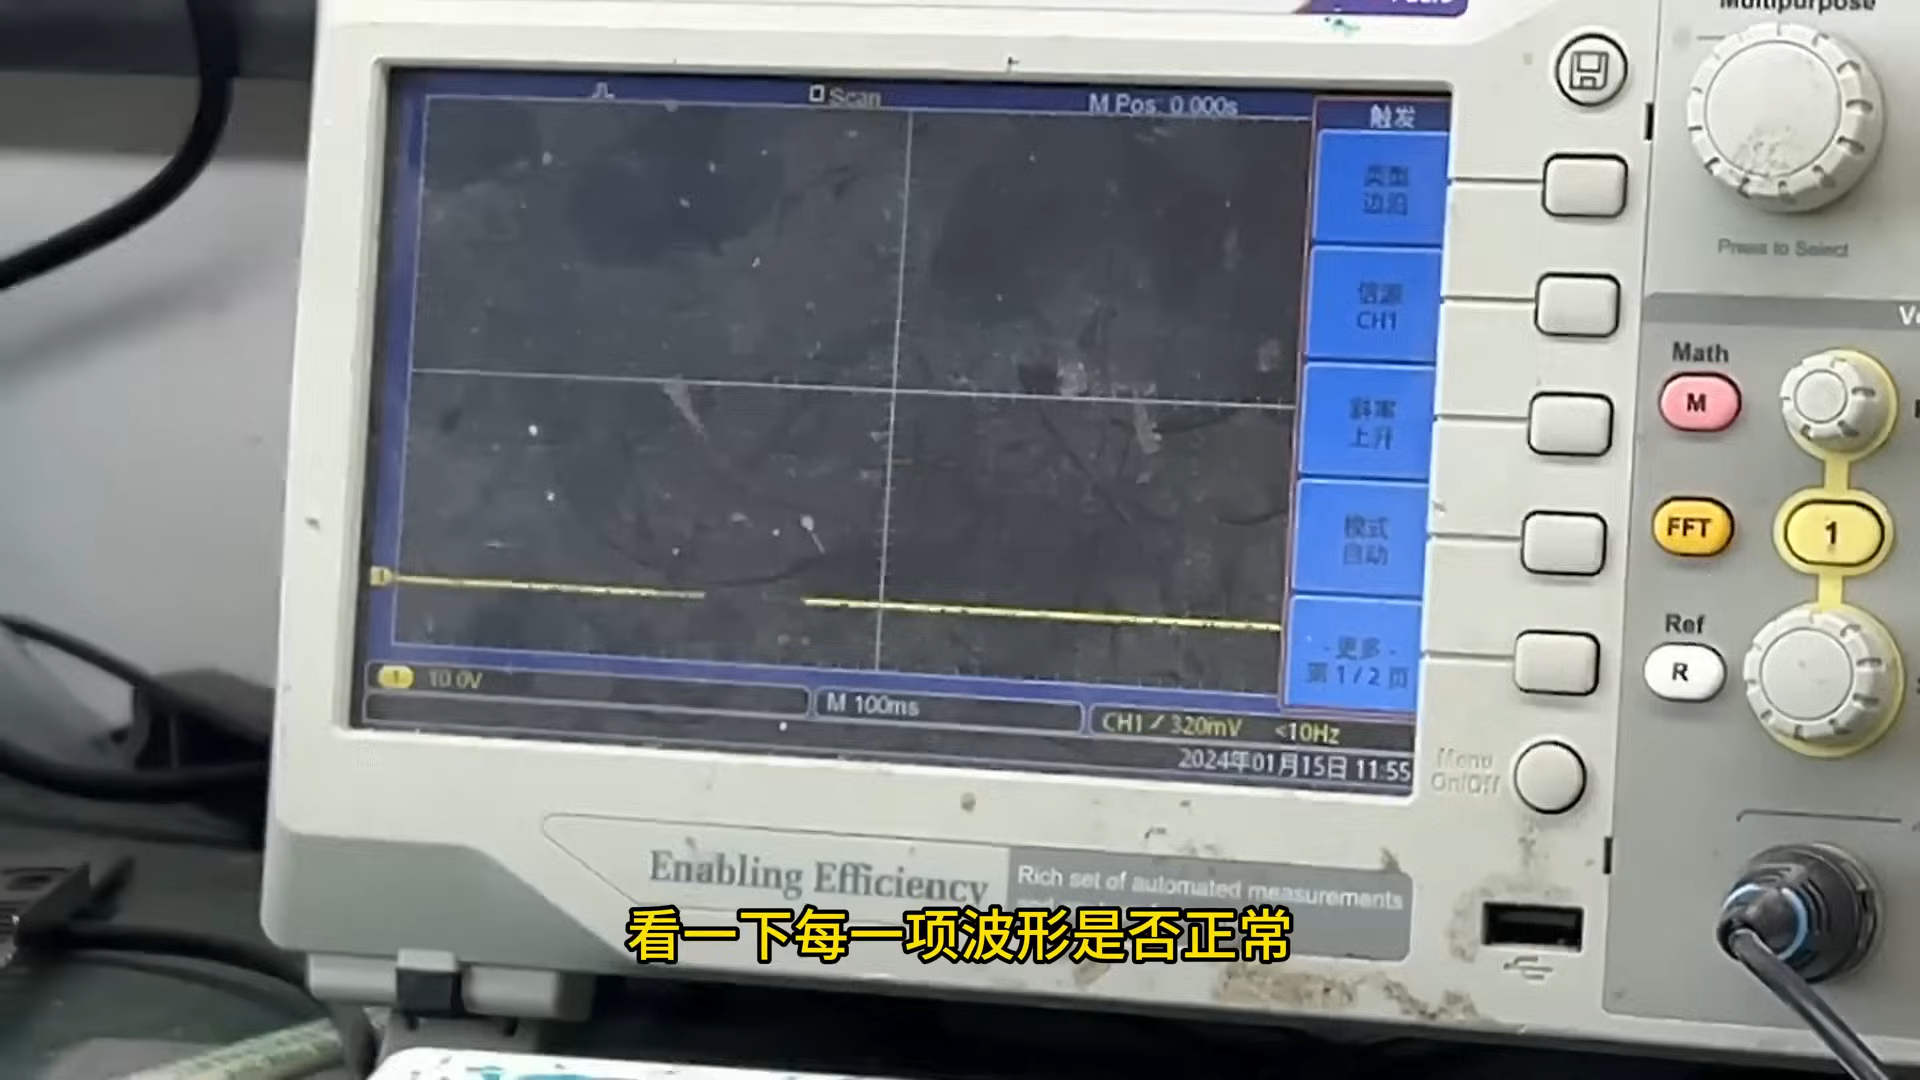 Multipurpose
Scan
M Pos: 0.000s
触发
类型
边沿
Press to Select
信源
CH1
Math
M
斜率
上升
FFT
1
模式
自动
Ref
R
- 更多 -
第 1 / 2 页
1
1 10.0V
M 100ms
CH1 / 320mV <10Hz
2024年01月15日 11:55
Menu
On/Off
Enabling Efficiency
Rich set of automated measurements
看一下每一项波形是否正常